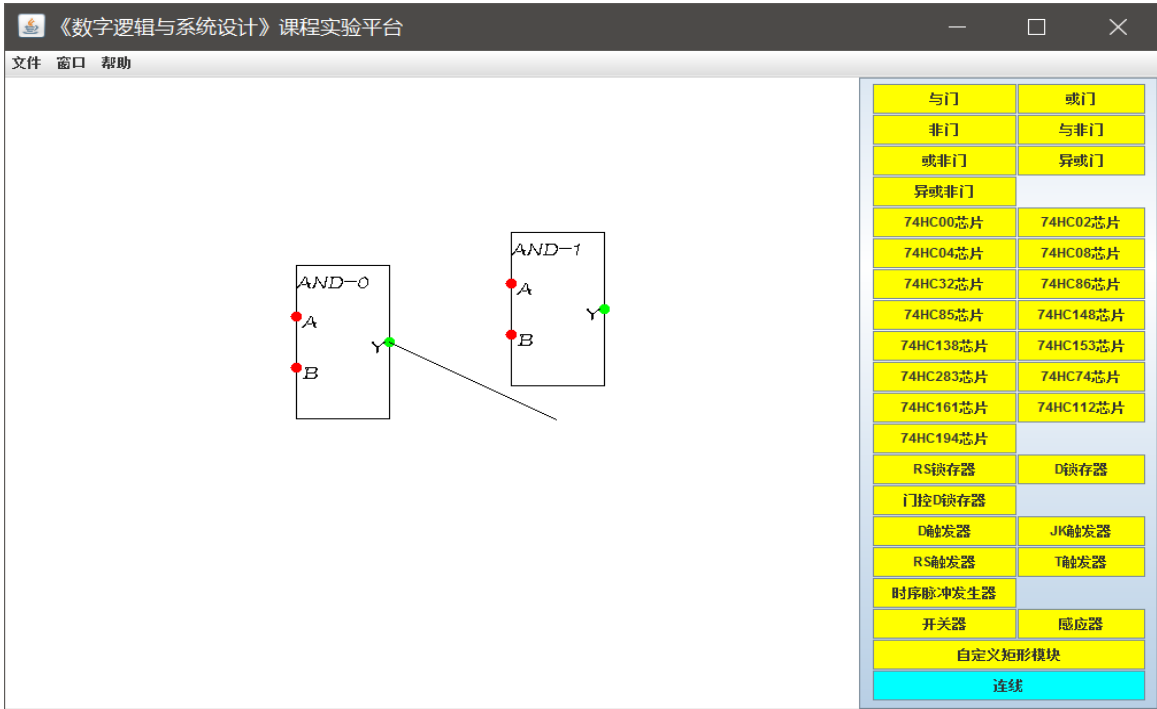 《数字逻辑与系统设计》课程实验平台
文件 窗口 帮助
AND-0
A
B
Y
AND-1
A
B
Y
与门 或门
非门 与非门
或非门 异或门
异或非门
74HC00芯片 74HC02芯片
74HC04芯片 74HC08芯片
74HC32芯片 74HC86芯片
74HC85芯片 74HC148芯片
74HC138芯片 74HC153芯片
74HC283芯片 74HC74芯片
74HC161芯片 74HC112芯片
74HC194芯片
RS锁存器 D锁存器
门控D锁存器
D触发器 JK触发器
RS触发器 T触发器
时序脉冲发生器
开关器 感应器
自定义矩形模块
连线